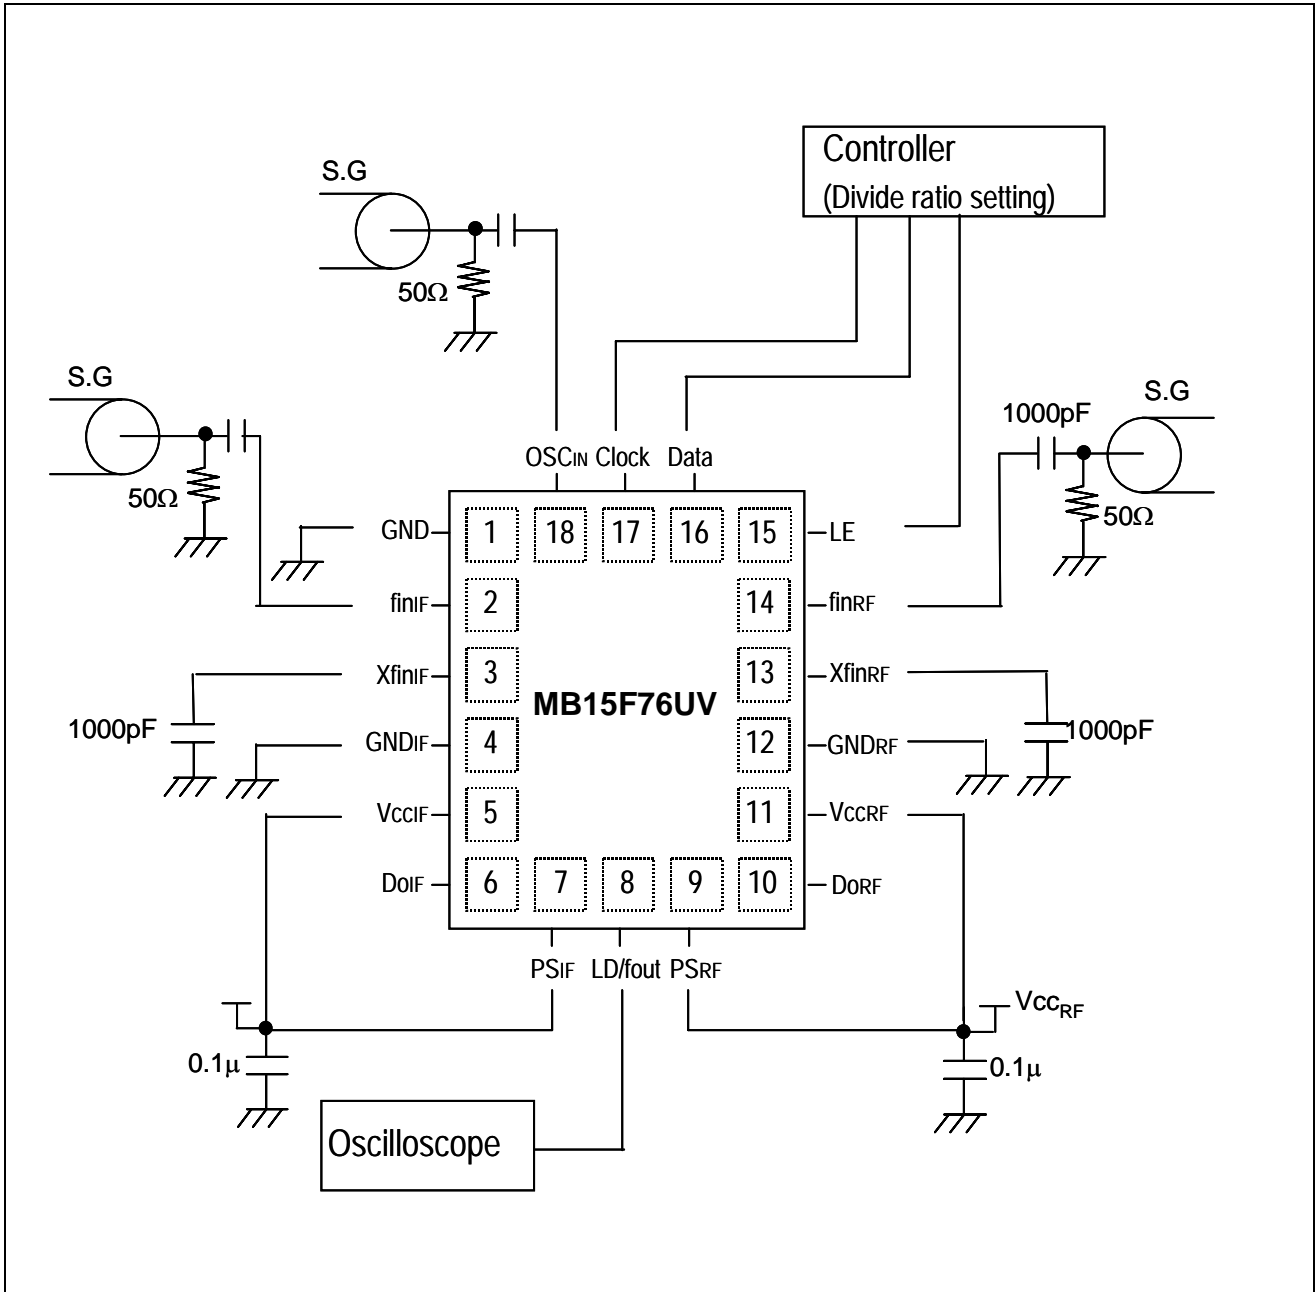 Controller
(Divide ratio setting)
S.G
50Ω
S.G
50Ω
S.G
1000pF
50Ω
OSCIN Clock Data
GND 1 18 17 16 15 LE
finIF 2 14 finRF
XfinIF 3 13 XfinRF
MB15F76UV
1000pF
1000pF
GNDIF 4 12 GNDRF
VCCIF 5 11 VCCRF
DoIF 6 7 8 9 10 DoRF
PSIF LD/fout PSRF
VccRF
0.1μ
0.1μ
Oscilloscope